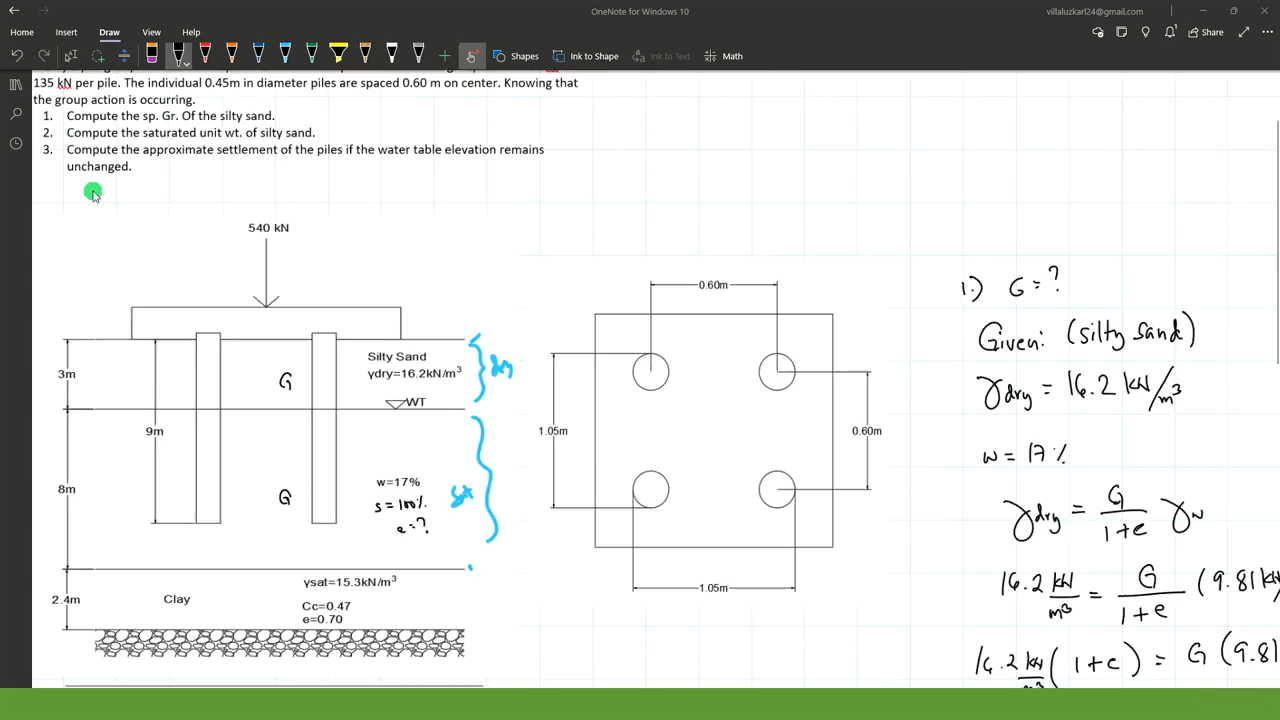 OneNote for Windows 10
villaluzkarl24@gmail.com
Home
Insert
Draw
View
Help
Share
Shapes
Ink to Shape
Ink to Text
Math
135 kN per pile. The individual 0.45m in diameter piles are spaced 0.60 m on center. Knowing that
the group action is occurring.
1. Compute the sp. Gr. Of the silty sand.
2. Compute the saturated unit wt. of silty sand.
3. Compute the approximate settlement of the piles if the water table elevation remains
unchanged.
540 kN
3m
9m
8m
2.4m
G
G
Silty Sand
γdry=16.2kN/m³
WT
dry
w=17%
s = 100%
e = ?
sat
Clay
γsat=15.3kN/m³
Cc=0.47
e=0.70
0.60m
1.05m
0.60m
1.05m
1.) G = ?
Given: (silty sand)
γdry = 16.2 kN/m³
w = 17%
γdry = G/1+e γw
16.2 kN/m³ = G/1+e (9.81 kN/
16.2 kN/m³ (1+e) = G (9.81